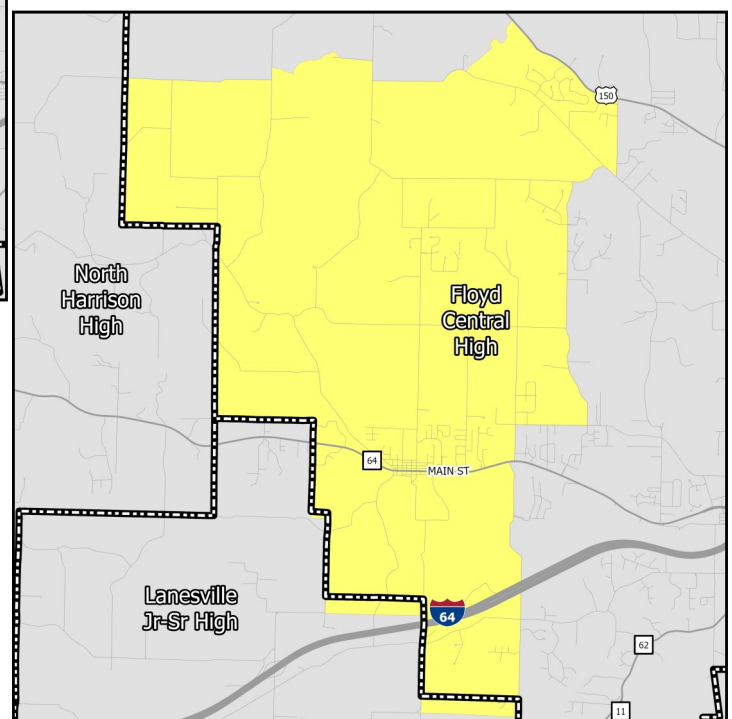 150
North
Harrison
High
Floyd
Central
High
64
MAIN ST
Lanesville
Jr-Sr High
64
62
11